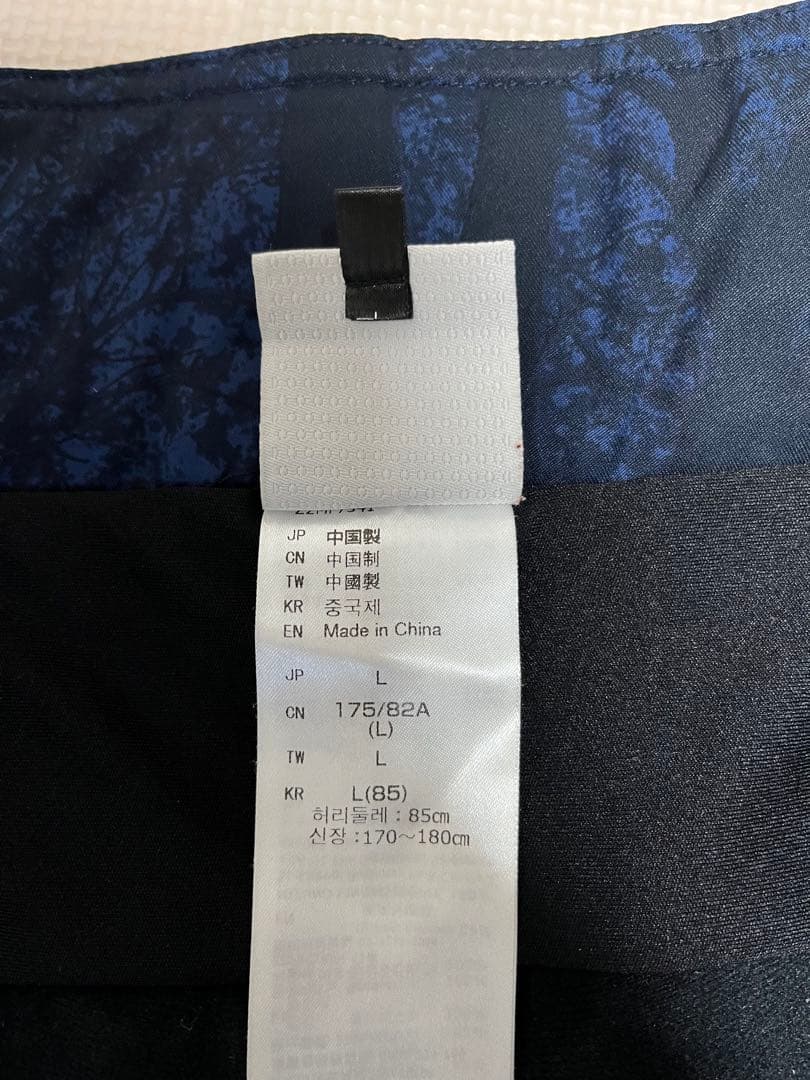 JP 中国製
CN 中国制
TW 中國製
KR 중국제
EN Made in China
JP L
CN 175/82A
(L)
TW L
KR L(85)
허리둘레 : 85㎝
신장 : 170～180㎝